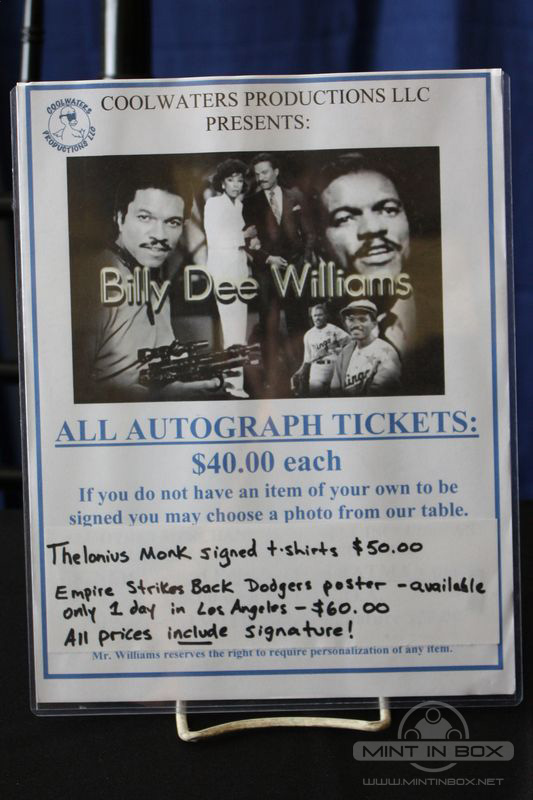 COOLWATERS PRODUCTIONS LLC
COOLWATERS PRODUCTIONS LLC
PRESENTS:
Billy Dee Williams
ALL AUTOGRAPH TICKETS:
$40.00 each
If you do not have an item of your own to be
signed you may choose a photo from our table.
Thelonius Monk signed t-shirts $50.00
Empire Strikes Back Dodgers poster - available
only 1 day in Los Angeles - $60.00
All prices include signature!
Mr. Williams reserves the right to require personalization of any item.
MINT IN BOX
WWW.MINTINBOX.NET